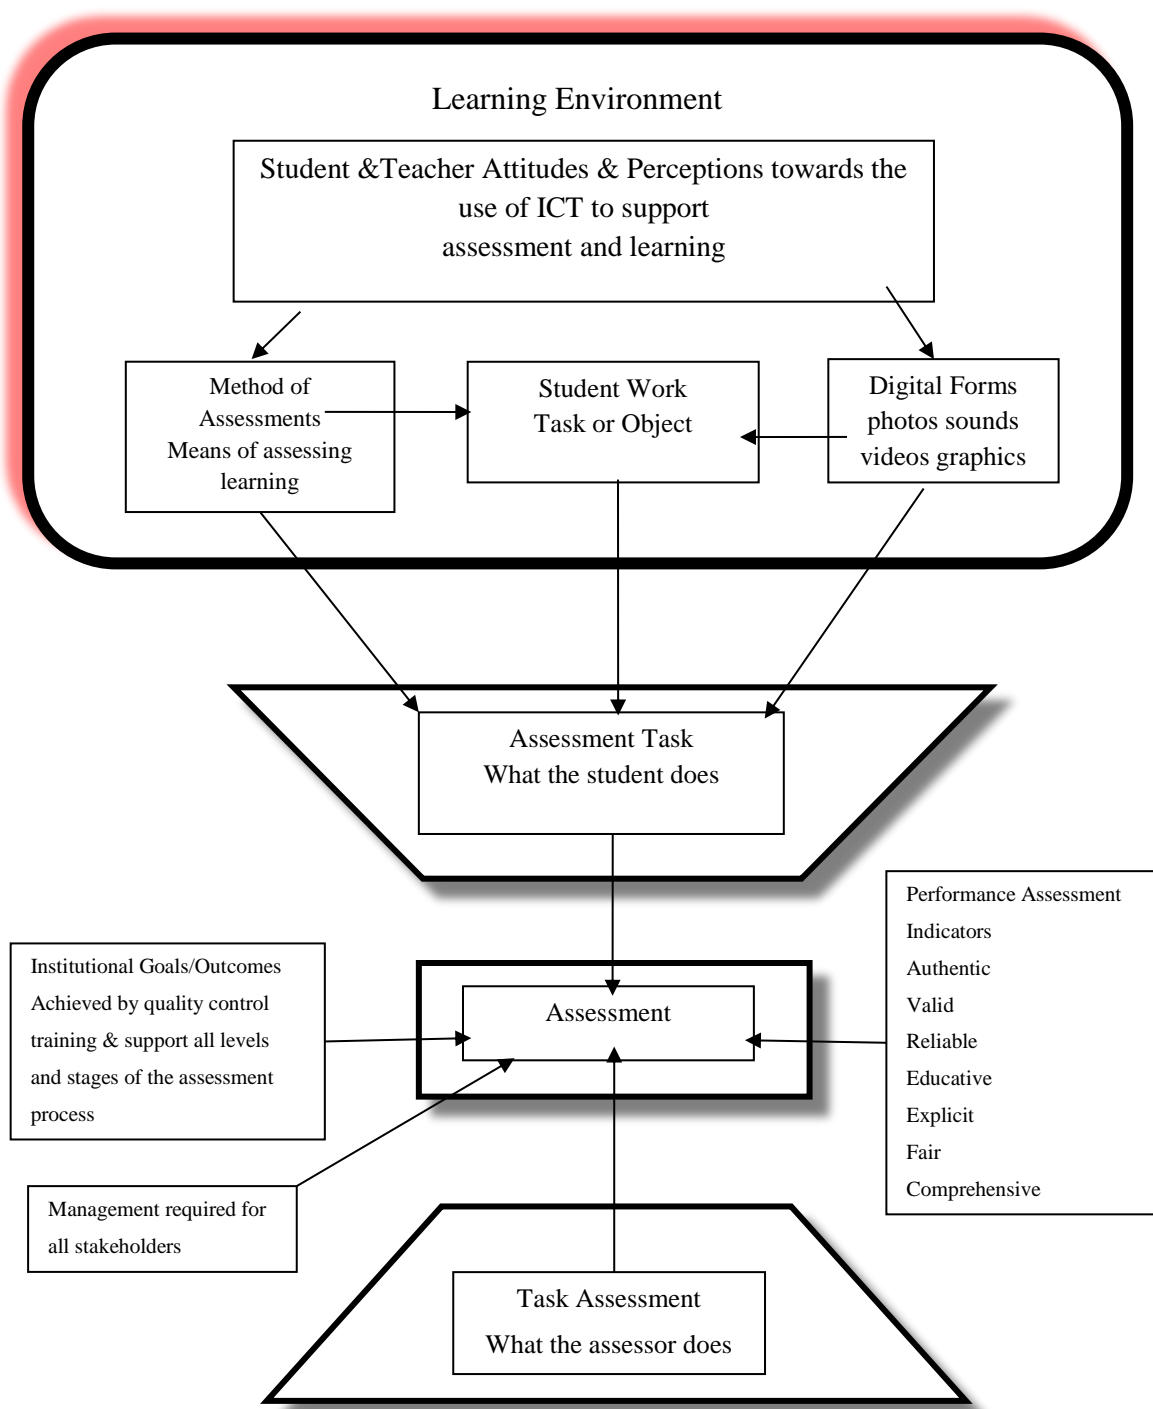 Learning Environment
Student &Teacher Attitudes & Perceptions towards the
use of ICT to support
assessment and learning
Method of
Assessments
Means of assessing
learning
Student Work
Task or Object
Digital Forms
photos sounds
videos graphics
Assessment Task
What the student does
Performance Assessment
Indicators
Authentic
Valid
Reliable
Educative
Explicit
Fair
Comprehensive
Institutional Goals/Outcomes
Achieved by quality control
training & support all levels
and stages of the assessment
process
Assessment
Management required for
all stakeholders
Task Assessment
What the assessor does